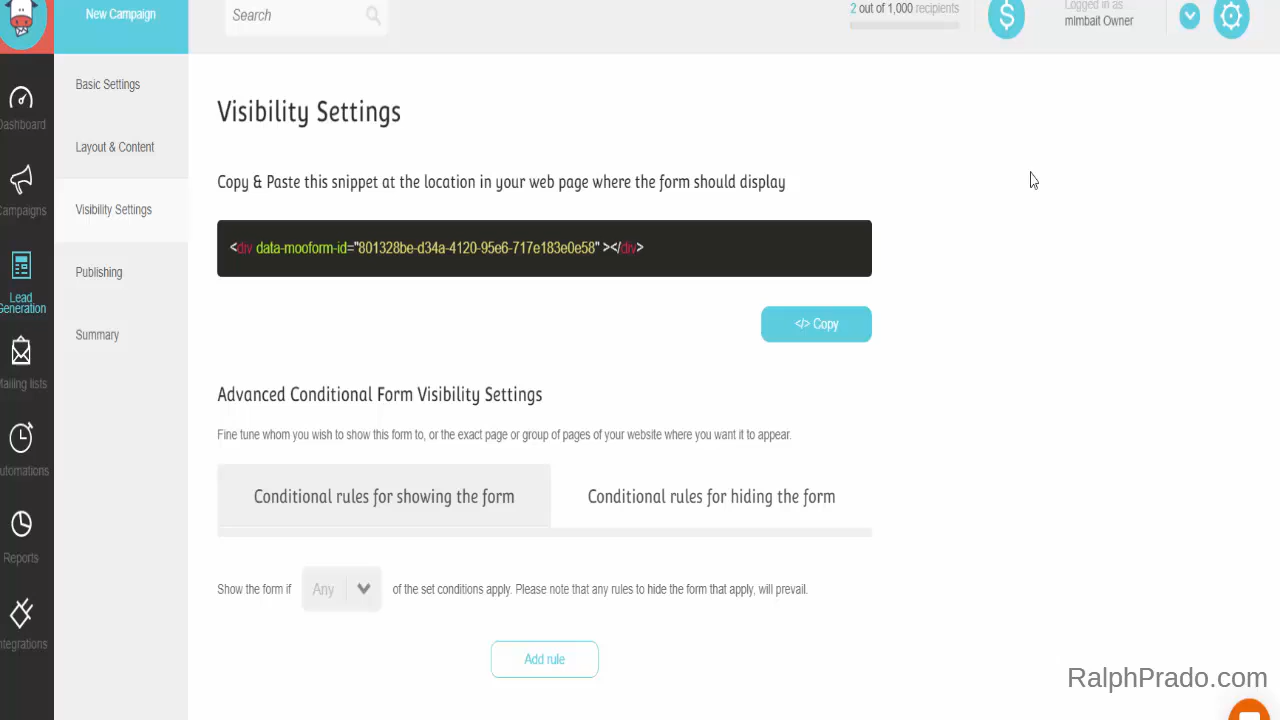 New Campaign
Search
2 out of 1,000 recipients
Logged in as
mimbait Owner
Dashboard
Campaigns
Lead
Generation
Mailing lists
Automations
Reports
Integrations
Basic Settings
Layout & Content
Visibility Settings
Publishing
Summary
Visibility Settings
Copy & Paste this snippet at the location in your web page where the form should display
<div data-mooform-id="801328be-d34a-4120-95e6-717e183e0e58" ></div>
</> Copy
Advanced Conditional Form Visibility Settings
Fine tune whom you wish to show this form to, or the exact page or group of pages of your website where you want it to appear.
Conditional rules for showing the form
Conditional rules for hiding the form
Show the form if Any of the set conditions apply. Please note that any rules to hide the form that apply, will prevail.
Add rule
RalphPrado.com